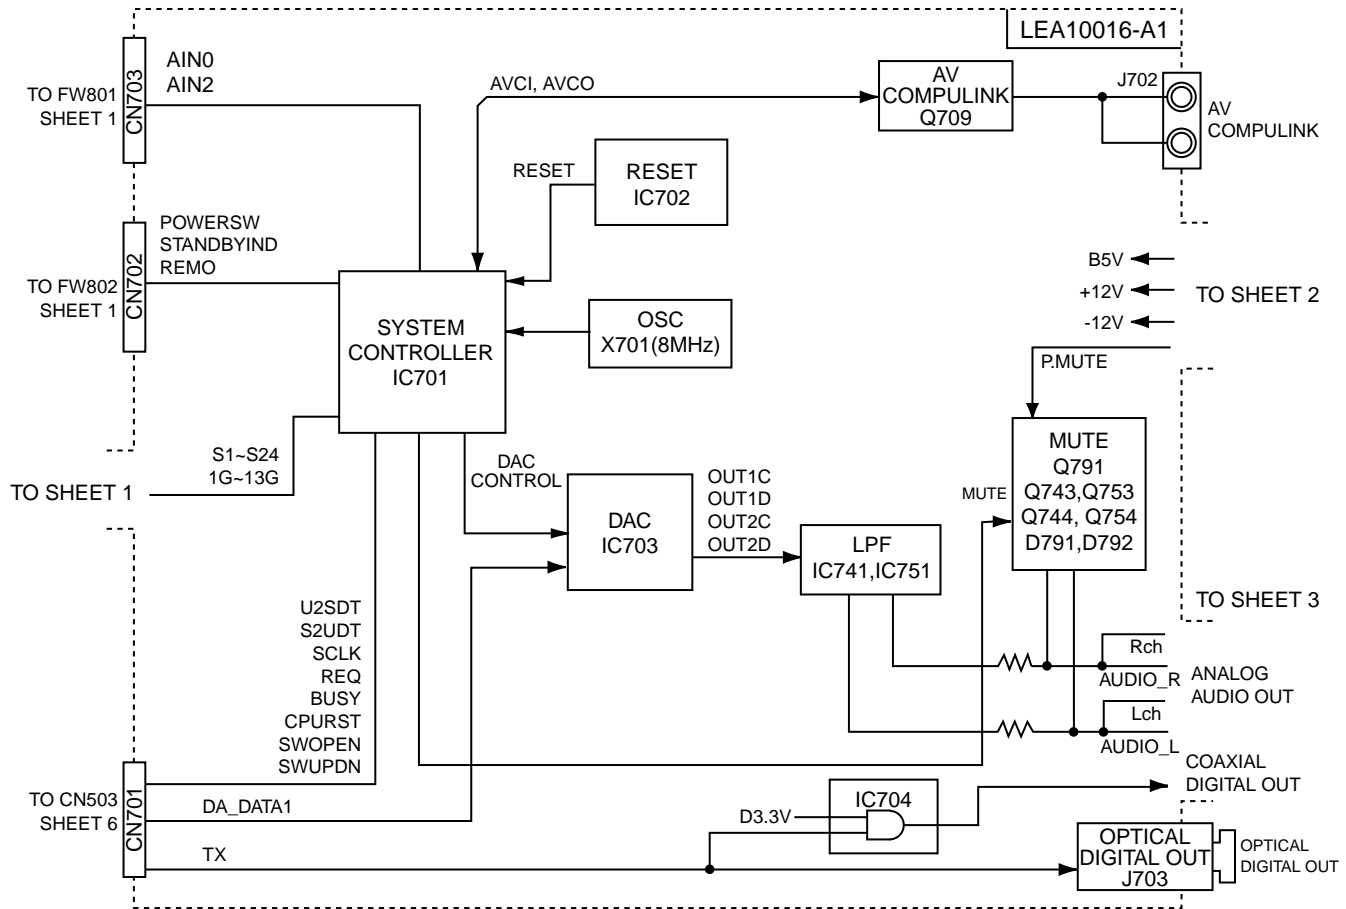 LEA10016-A1
AIN0
AIN2
TO FW801
SHEET 1
CN703
AVCI, AVCO
AV
COMPULINK
Q709
J702
AV
COMPULINK
RESET
RESET
IC702
POWERSW
STANDBYIND
REMO
TO FW802
SHEET 1
CN702
B5V
+12V
-12V
TO SHEET 2
SYSTEM
CONTROLLER
IC701
OSC
X701(8MHz)
P.MUTE
S1~S24
1G~13G
TO SHEET 1
DAC
CONTROL
DAC
IC703
OUT1C
OUT1D
OUT2C
OUT2D
LPF
IC741,IC751
MUTE
MUTE
Q791
Q743,Q753
Q744, Q754
D791,D792
TO SHEET 3
U2SDT
S2UDT
SCLK
REQ
BUSY
CPURST
SWOPEN
SWUPDN
Rch
AUDIO_R
ANALOG
AUDIO OUT
Lch
AUDIO_L
COAXIAL
DIGITAL OUT
TO CN503
SHEET 6
CN701
DA_DATA1
TX
D3.3V
IC704
OPTICAL
DIGITAL OUT
J703
OPTICAL
DIGITAL OUT